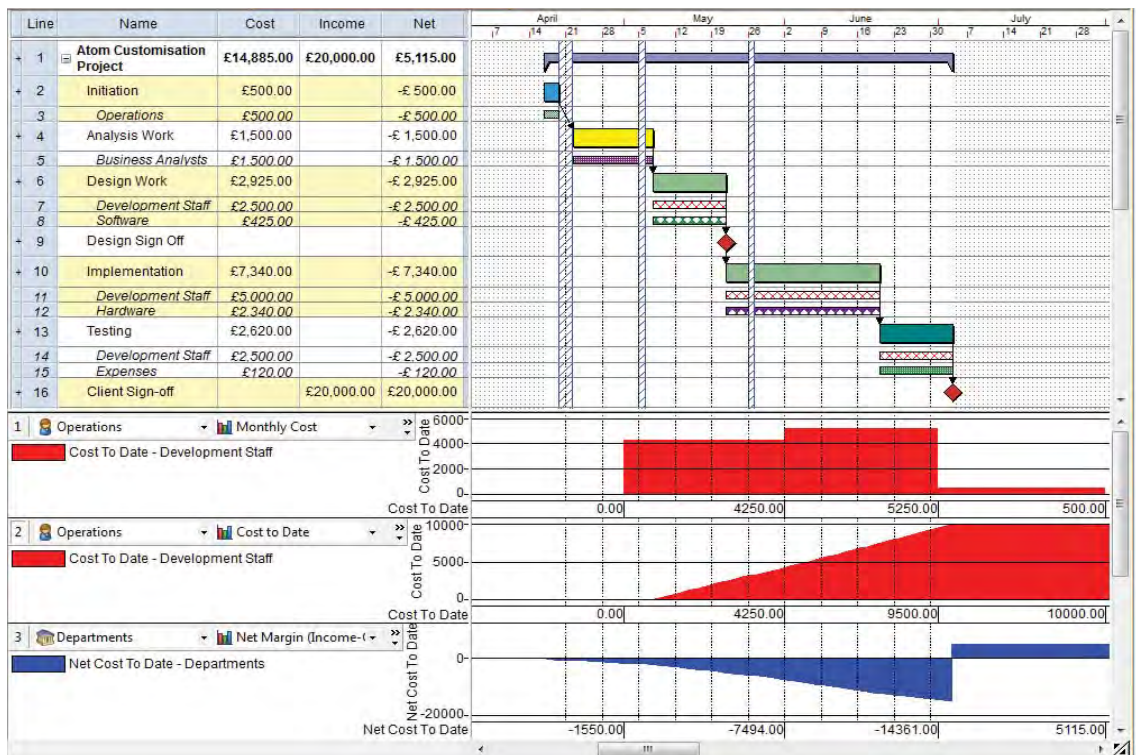 Line Name Cost Income Net
April May June July
7 14 21 28 5 12 19 26 2 9 16 23 30 7 14 21 28
1 Atom Customisation Project £14,885.00 £20,000.00 £5,115.00
2 Initiation £500.00 -£ 500.00
3 Operations £500.00 -£ 500.00
4 Analysis Work £1,500.00 -£ 1,500.00
5 Business Analysts £1.500.00 -£ 1.500.00
6 Design Work £2,925.00 -£ 2,925.00
7 Development Staff £2.500.00 -£ 2.500.00
8 Software £425.00 -£ 425.00
9 Design Sign Off
10 Implementation £7,340.00 -£ 7,340.00
11 Development Staff £5.000.00 -£ 5.000.00
12 Hardware £2.340.00 -£ 2.340.00
13 Testing £2,620.00 -£ 2,620.00
14 Development Staff £2,500.00 -£ 2,500.00
15 Expenses £120.00 -£ 120.00
16 Client Sign-off £20,000.00 £20,000.00
1 Operations Monthly Cost
Cost To Date - Development Staff
Cost To Date
6000
4000
2000
0
Cost To Date 0.00 4250.00 5250.00 500.00
2 Operations Cost to Date
Cost To Date - Development Staff
Cost To Date
10000
5000
0
Cost To Date 0.00 4250.00 9500.00 10000.00
3 Departments Net Margin (Income-(
Net Cost To Date - Departments
Net Cost To Date
0
-20000
Net Cost To Date -1550.00 -7494.00 -14361.00 5115.00